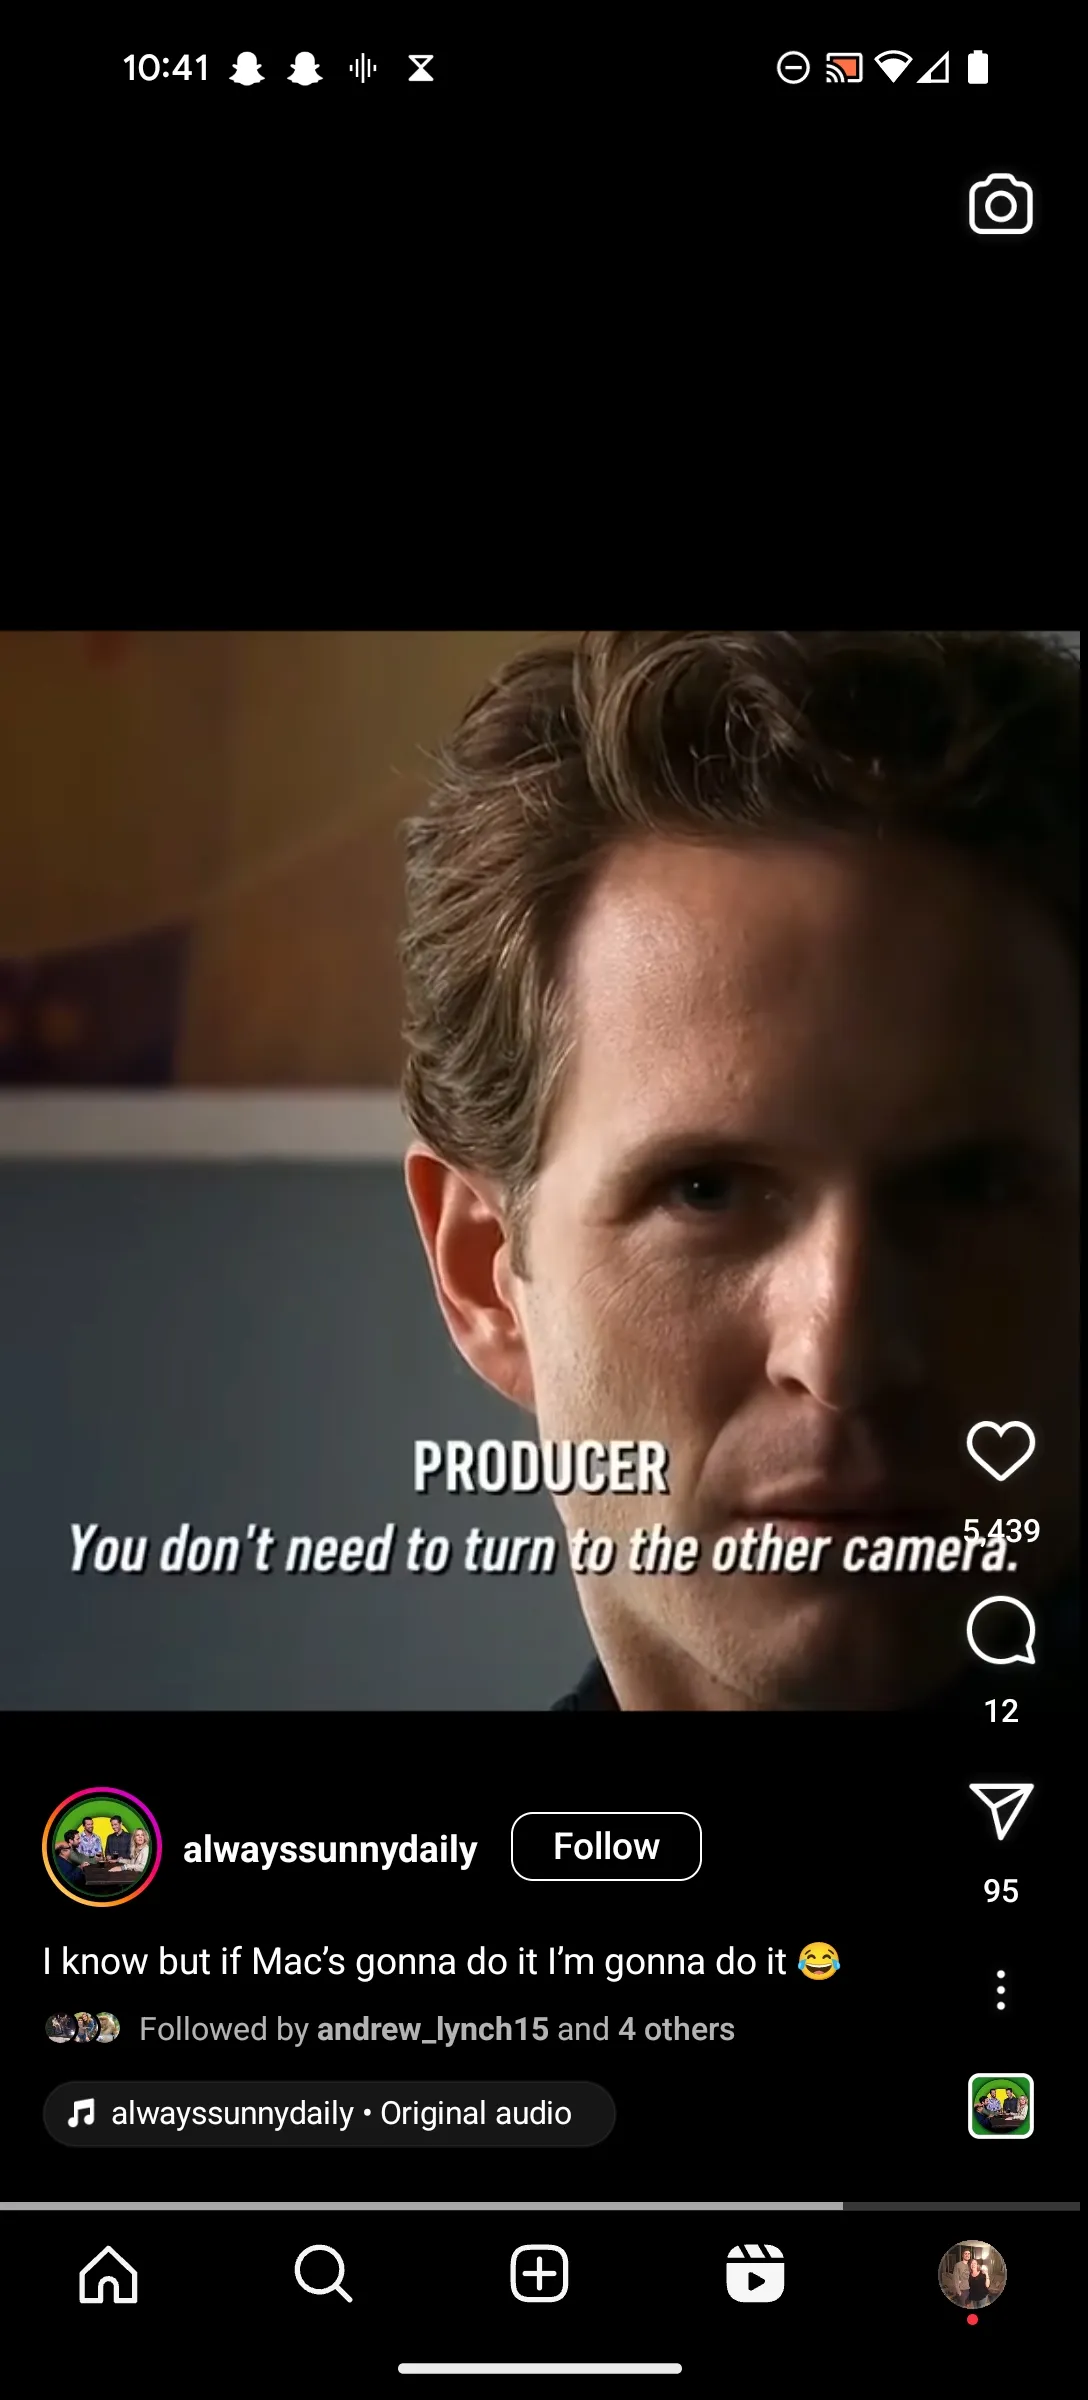 10:41
PRODUCER
You don't need to turn to the other camera.
5,439
12
95
alwayssunnydaily
Follow
I know but if Mac’s gonna do it I’m gonna do it 😂
Followed by andrew_lynch15 and 4 others
alwayssunnydaily • Original audio